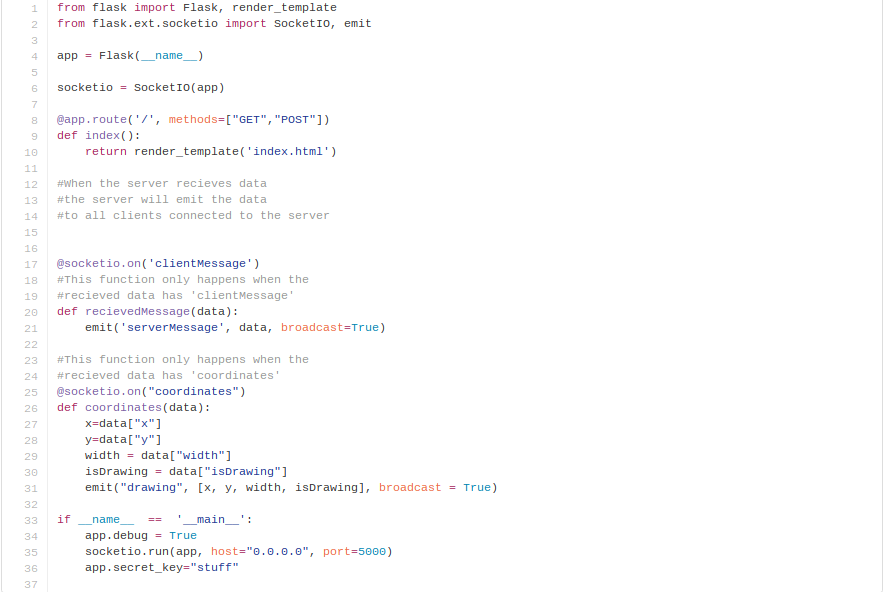 1 from flask import Flask, render_template
2 from flask.ext.socketio import SocketIO, emit
3
4 app = Flask(__name__)
5
6 socketio = SocketIO(app)
7
8 @app.route('/', methods=["GET","POST"])
9 def index():
10     return render_template('index.html')
11
12 #When the server recieves data
13 #the server will emit the data
14 #to all clients connected to the server
15
16
17 @socketio.on('clientMessage')
18 #This function only happens when the
19 #recieved data has 'clientMessage'
20 def recievedMessage(data):
21     emit('serverMessage', data, broadcast=True)
22
23 #This function only happens when the
24 #recieved data has 'coordinates'
25 @socketio.on("coordinates")
26 def coordinates(data):
27     x=data["x"]
28     y=data["y"]
29     width = data["width"]
30     isDrawing = data["isDrawing"]
31     emit("drawing", [x, y, width, isDrawing], broadcast = True)
32
33 if __name__  ==  '__main__':
34     app.debug = True
35     socketio.run(app, host="0.0.0.0", port=5000)
36     app.secret_key="stuff"
37